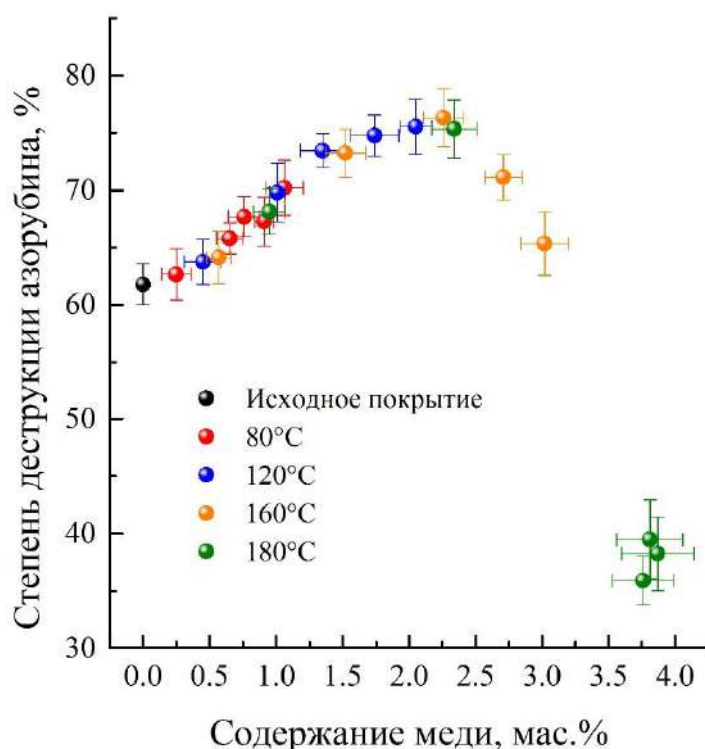 Степень деструкции азорубина, %
80
70
60
50
40
30
Исходное покрытие
80°C
120°C
160°C
180°C
0.0 0.5 1.0 1.5 2.0 2.5 3.0 3.5 4.0
Содержание меди, мас.%